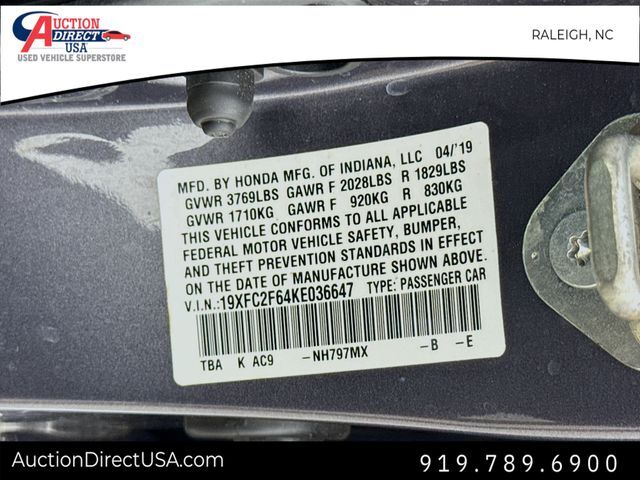 AUCTION
DIRECT
USA
USED VEHICLE SUPERSTORE
RALEIGH, NC
MFD. BY HONDA MFG. OF INDIANA, LLC 04/'19
GVWR 3769LBS GAWR F 2028LBS R 1829LBS
GVWR 1710KG GAWR F 920KG R 830KG
THIS VEHICLE CONFORMS TO ALL APPLICABLE
FEDERAL MOTOR VEHICLE SAFETY, BUMPER,
AND THEFT PREVENTION STANDARDS IN EFFECT
ON THE DATE OF MANUFACTURE SHOWN ABOVE.
V.I.N.: 19XFC2F64KE036647 TYPE: PASSENGER CAR
TBA K AC9 -NH797MX -B -E
AuctionDirectUSA.com
919.789.6900